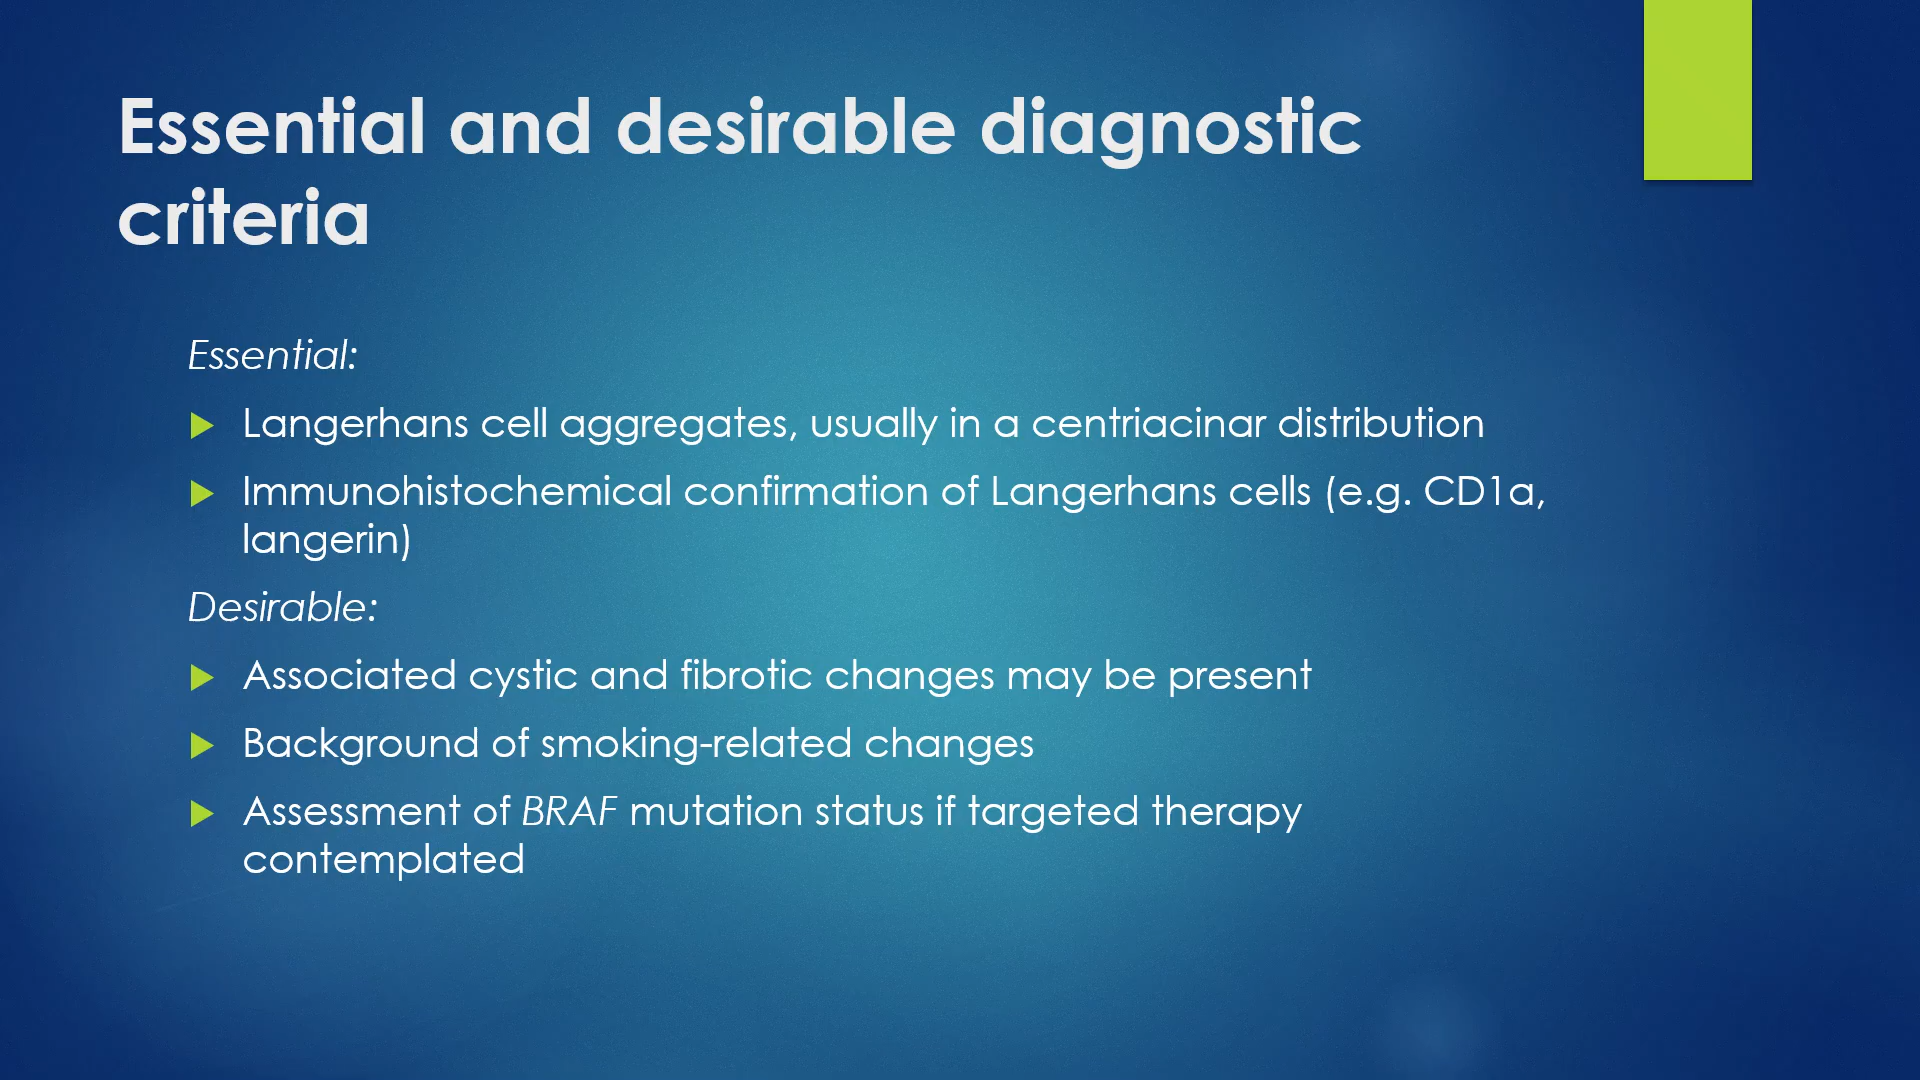 Essential and desirable diagnostic
criteria
Essential:
Langerhans cell aggregates, usually in a centriacinar distribution
Immunohistochemical confirmation of Langerhans cells (e.g. CD1a,
langerin)
Desirable:
Associated cystic and fibrotic changes may be present
Background of smoking-related changes
Assessment of BRAF mutation status if targeted therapy
contemplated